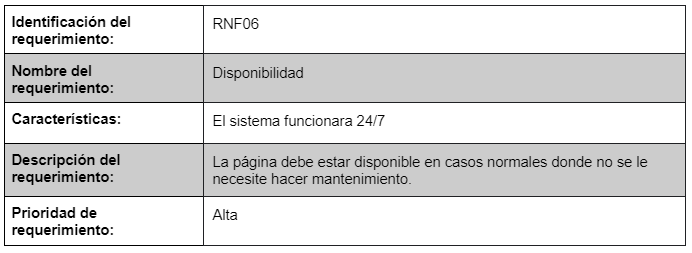 Identificación del
requerimiento:
RNF06
Nombre del
requerimiento:
Disponibilidad
Características:
El sistema funcionara 24/7
Descripción del
requerimiento:
La página debe estar disponible en casos normales donde no se le
necesite hacer mantenimiento.
Prioridad de
requerimiento:
Alta